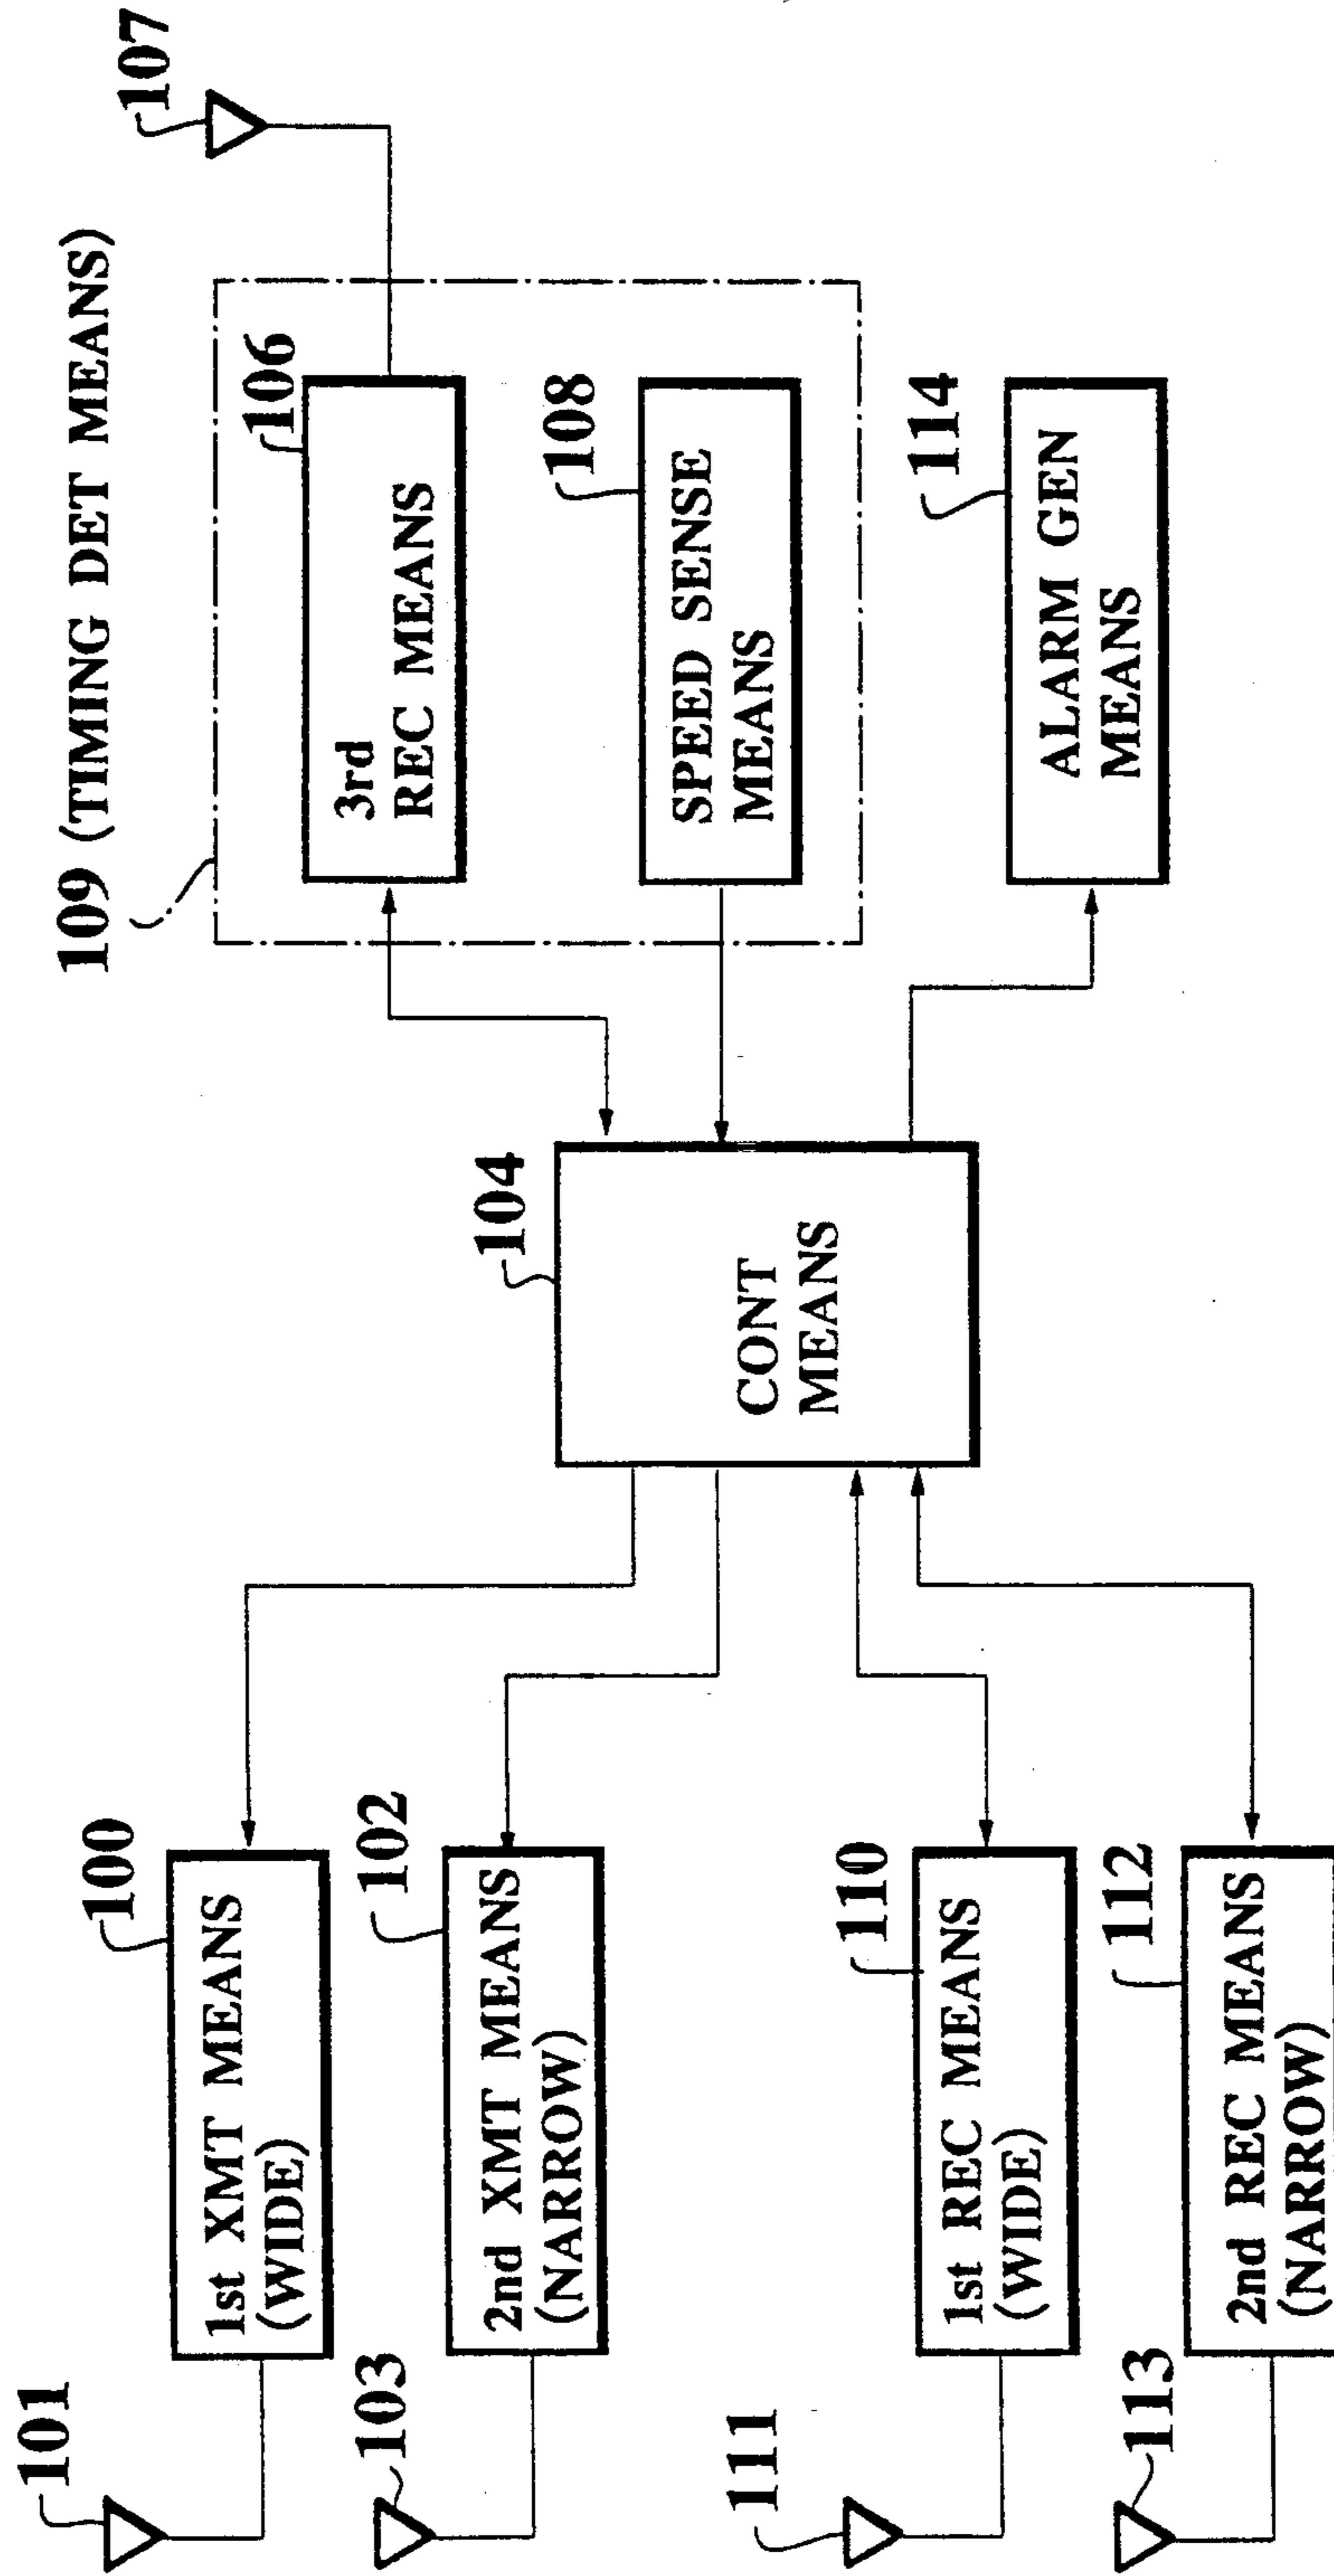 101
100
1st XMT MEANS
(WIDE)
103
102
2nd XMT MEANS
(NARROW)
111
110
1st REC MEANS
(WIDE)
113
112
2nd REC MEANS
(NARROW)
104
CONT
MEANS
109 (TIMING DET MEANS)
107
106
3rd
REC MEANS
108
SPEED SENSE
MEANS
114
ALARM GEN
MEANS